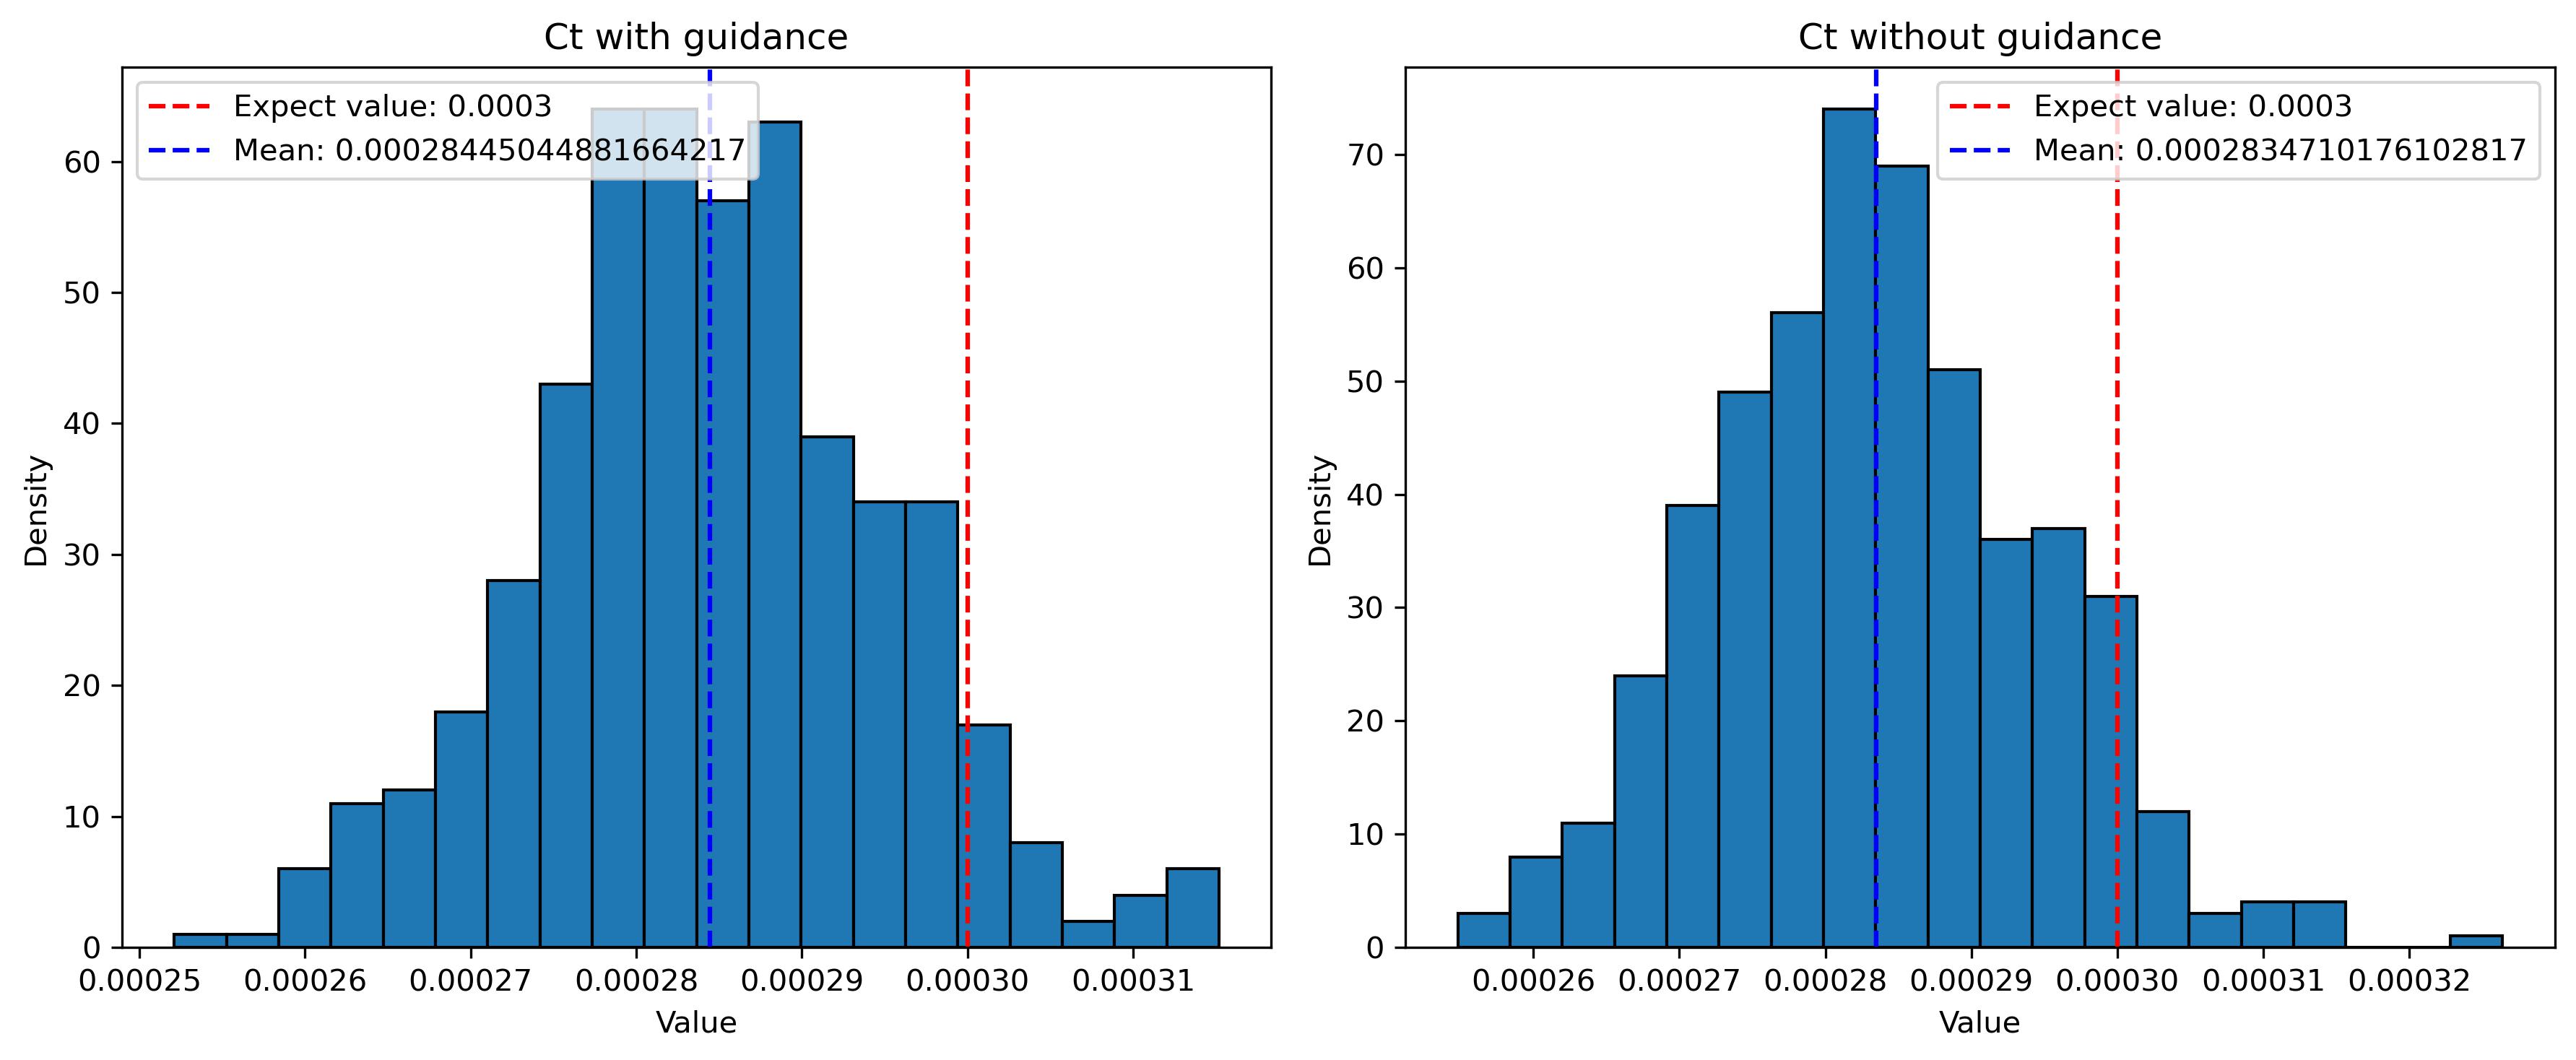 Ct with guidance
Expect value: 0.0003
Mean: 0.00028445044881664217
Density
60
50
40
30
20
10
0
0.00025 0.00026 0.00027 0.00028 0.00029 0.00030 0.00031
Value
Ct without guidance
Expect value: 0.0003
Mean: 0.0002834710176102817
Density
70
60
50
40
30
20
10
0
0.00026 0.00027 0.00028 0.00029 0.00030 0.00031 0.00032
Value